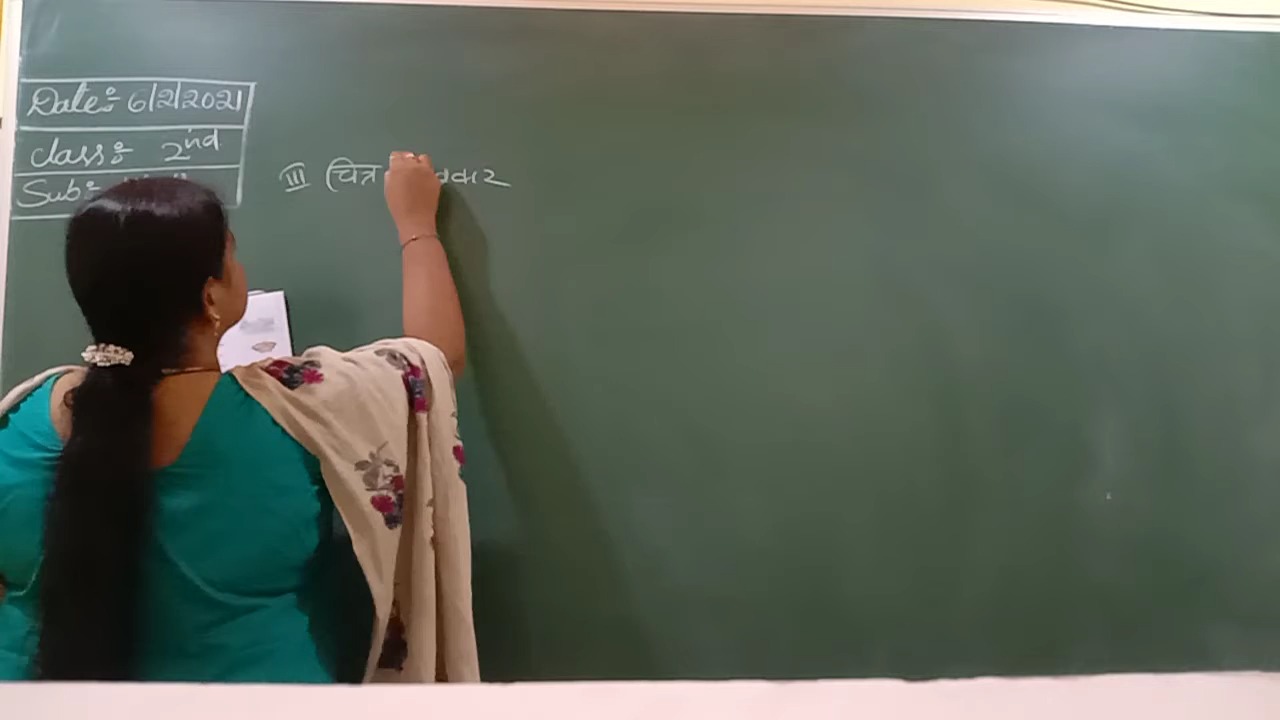 Date:- 6/2/2021
class:- 2nd
Sub:-
III चित्र